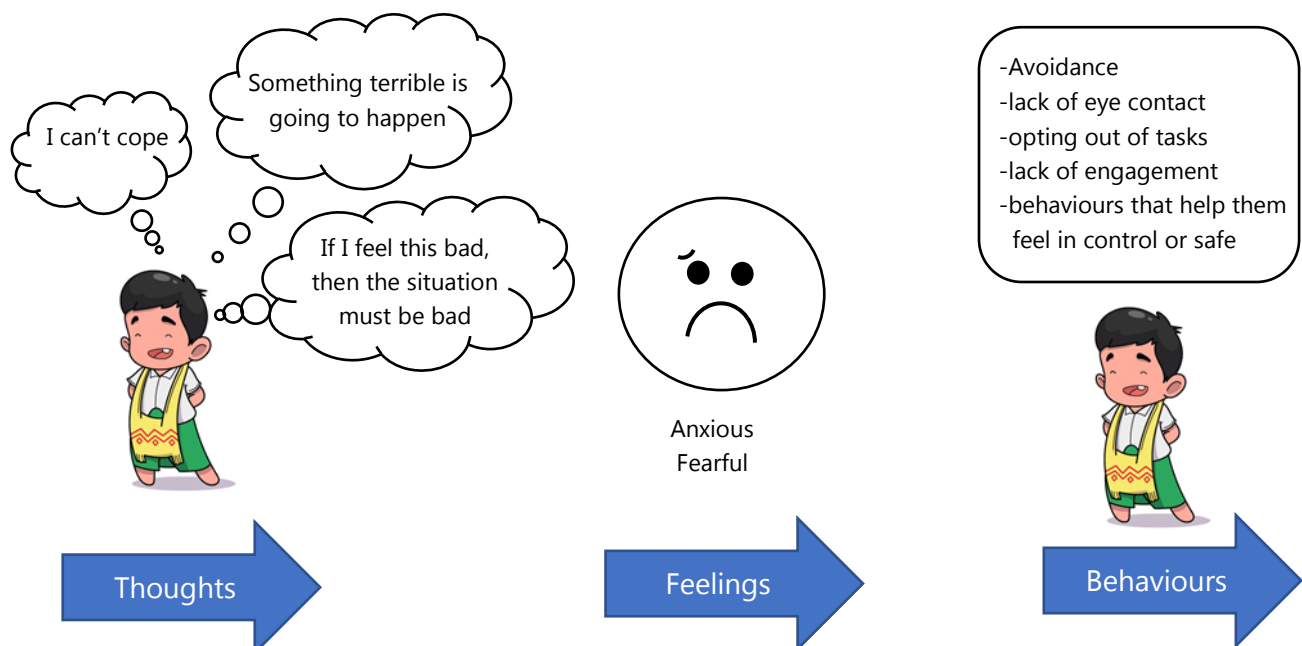 I can’t cope
Something terrible is
going to happen
If I feel this bad,
then the situation
must be bad
Anxious
Fearful
-Avoidance
-lack of eye contact
-opting out of tasks
-lack of engagement
-behaviours that help them
feel in control or safe
Thoughts
Feelings
Behaviours